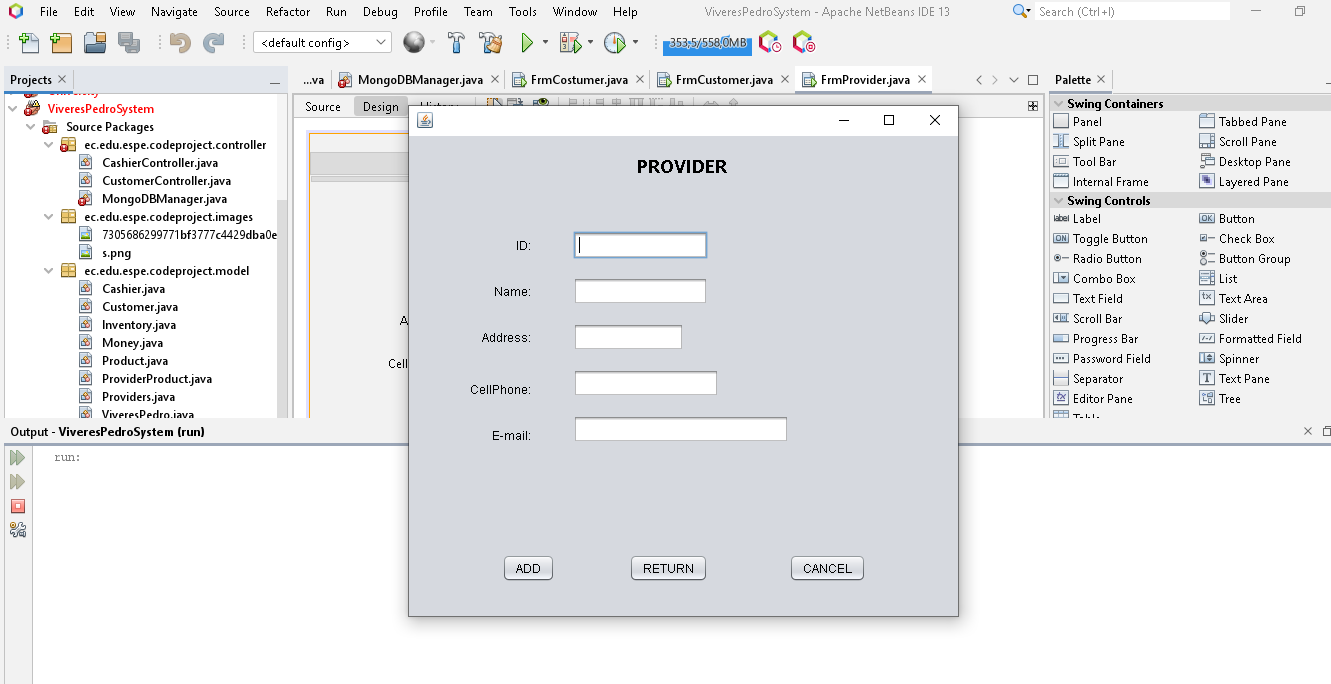 File Edit View Navigate Source Refactor Run Debug Profile Team Tools Window Help
ViveresPedroSystem - Apache NetBeans IDE 13
Search (Ctrl+I)
<default config>
353,5/558,0MB
Projects
...va
MongoDBManager.java
FrmCostumer.java
FrmCustomer.java
FrmProvider.java
Palette
ViveresPedroSystem
Source Packages
ec.edu.espe.codeproject.controller
CashierController.java
CustomerController.java
MongoDBManager.java
ec.edu.espe.codeproject.images
7305686299771bf3777c4429dba0e
s.png
ec.edu.espe.codeproject.model
Cashier.java
Customer.java
Inventory.java
Money.java
Product.java
ProviderProduct.java
Providers.java
ViveresPedro.java
Source Design History
A
Cell
PROVIDER
ID:
Name:
Address:
CellPhone:
E-mail:
ADD RETURN CANCEL
Swing Containers
Panel Tabbed Pane
Split Pane Scroll Pane
Tool Bar Desktop Pane
Internal Frame Layered Pane
Swing Controls
label Label OK Button
ON Toggle Button Check Box
Radio Button Button Group
Combo Box List
Text Field Text Area
Scroll Bar Slider
Progress Bar Formatted Field
Password Field Spinner
Separator Text Pane
Editor Pane Tree
Table
Output - ViveresPedroSystem (run)
run: